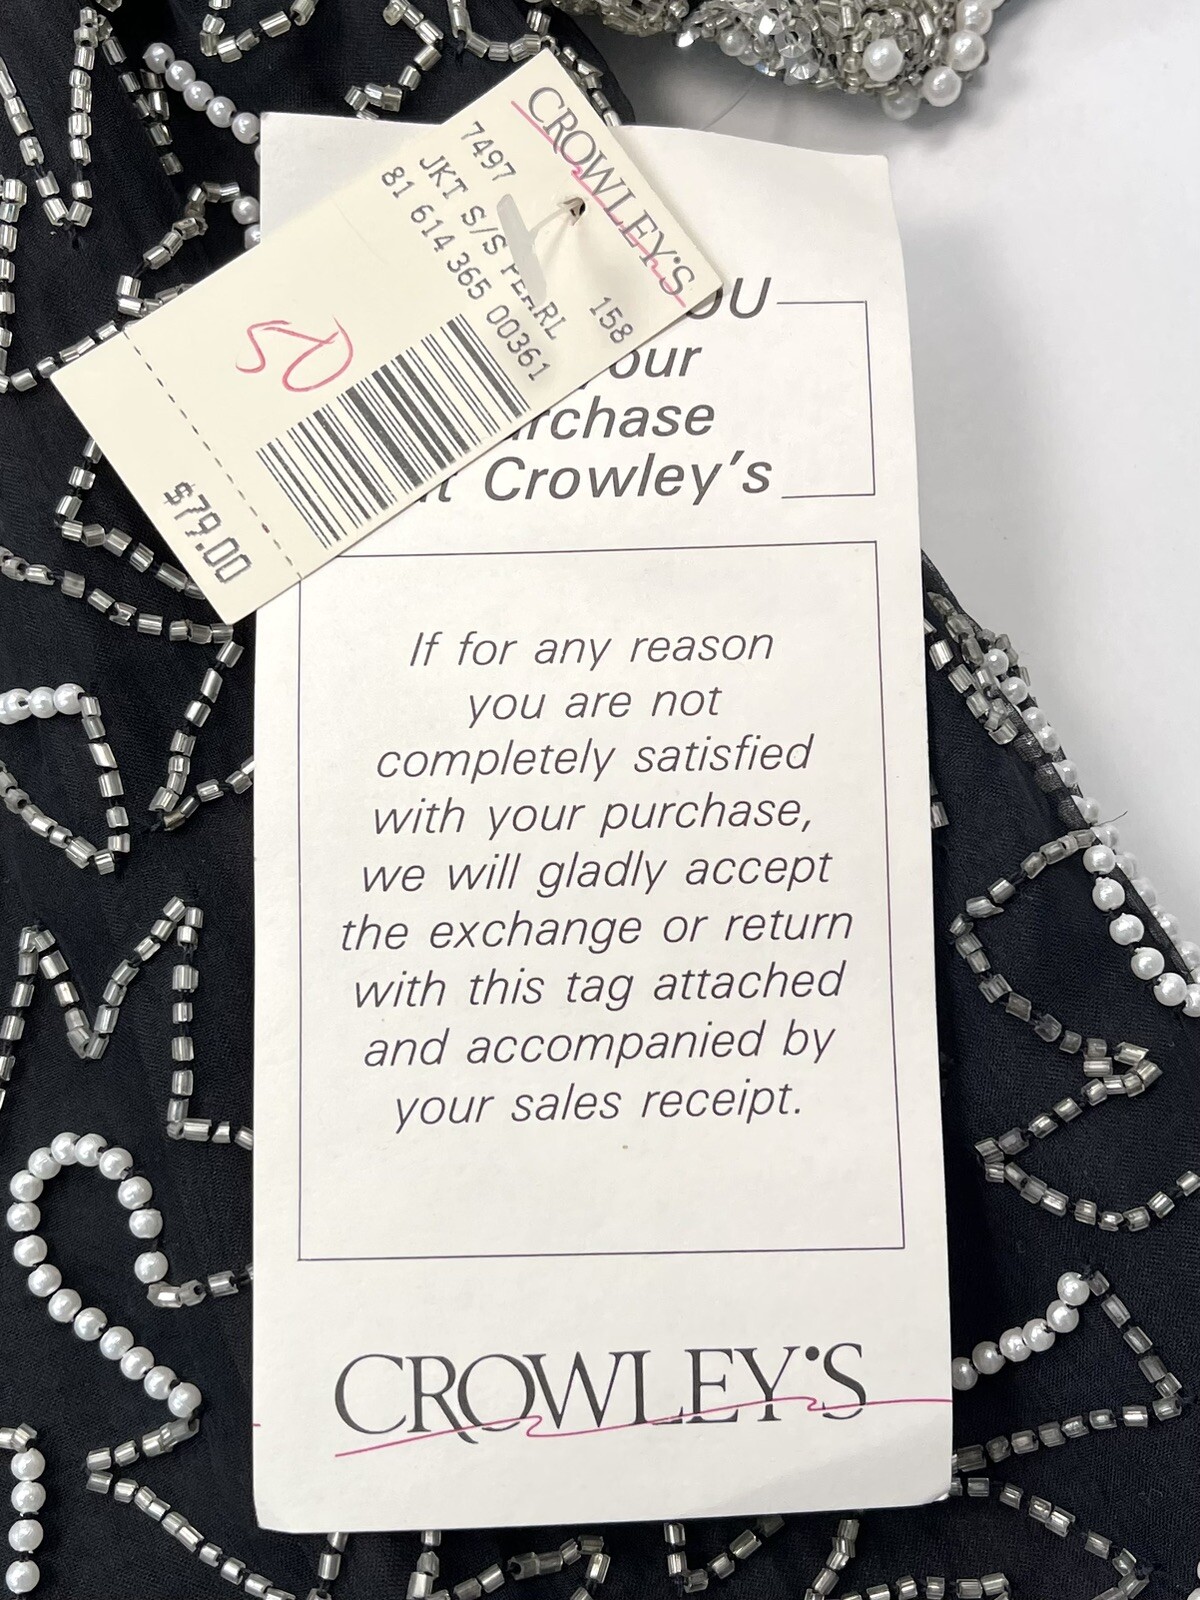 CROWLEY'S
7497 158
JKT S/S PEARL
81 614 365 00361
50
$79.00
OU
our
rchase
Crowley's
If for any reason
you are not
completely satisfied
with your purchase,
we will gladly accept
the exchange or return
with this tag attached
and accompanied by
your sales receipt.
CROWLEY'S